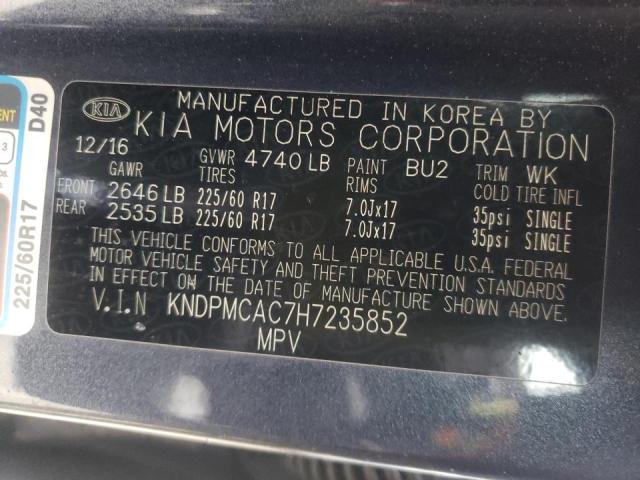 KIA
MANUFACTURED IN KOREA BY
KIA MOTORS CORPORATION
12/16 GVWR 4740 LB PAINT BU2 TRIM WK
GAWR TIRES RIMS COLD TIRE INFL
FRONT 2646 LB 225/60 R17 7.0Jx17 35psi SINGLE
REAR 2535 LB 225/60 R17 7.0Jx17 35psi SINGLE
THIS VEHICLE CONFORMS TO ALL APPLICABLE U.S.A. FEDERAL
MOTOR VEHICLE SAFETY AND THEFT PREVENTION STANDARDS
IN EFFECT ON THE DATE OF MANUFACTURE SHOWN ABOVE.
V.I.N KNDPMCAC7H7235852
MPV
D40
225/60R17
3